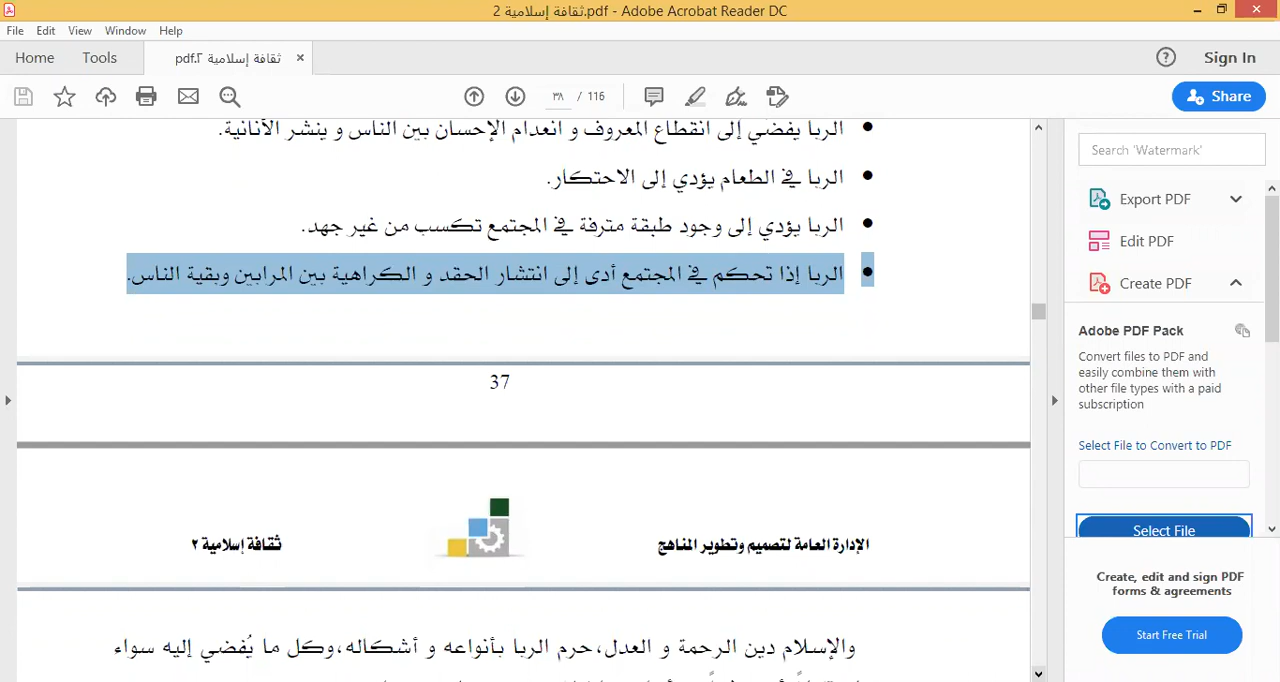 ثقافة إسلامية 2.pdf - Adobe Acrobat Reader DC
File Edit View Window Help
Home Tools ثقافة إسلامية ٢.pdf × Sign In
٣٨ / 116 Share
الربا يفضي إلى انقطاع المعروف و انعدام الإحسان بين الناس و ينشر الأنانية.
الربا في الطعام يؤدي إلى الاحتكار.
الربا يؤدي إلى وجود طبقة مترفة في المجتمع تكسب من غير جهد.
الربا إذا تحكم في المجتمع أدى إلى انتشار الحقد و الكراهية بين المرابين وبقية الناس.
37
الإدارة العامة لتصميم وتطوير المناهج
ثقافة إسلامية ٢
والإسلام دين الرحمة و العدل،حرم الربا بأنواعه و أشكاله،وكل ما يُفضي إليه سواء
Search 'Watermark'
Export PDF
Edit PDF
Create PDF
Adobe PDF Pack
Convert files to PDF and
easily combine them with
other file types with a paid
subscription
Select File to Convert to PDF
Select File
Create, edit and sign PDF
forms & agreements
Start Free Trial